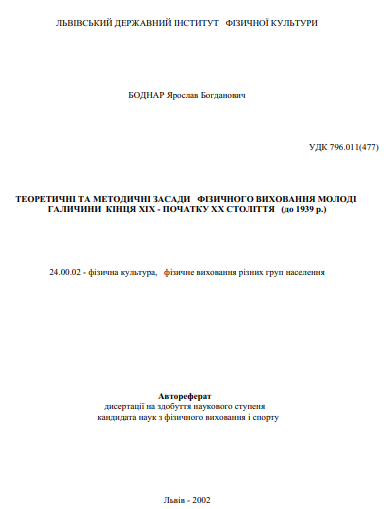 ЛЬВІВСЬКИЙ ДЕРЖАВНИЙ ІНСТИТУТ ФІЗИЧНОЇ КУЛЬТУРИ
БОДНАР Ярослав Богданович
УДК 796.011(477)
ТЕОРЕТИЧНІ ТА МЕТОДИЧНІ ЗАСАДИ ФІЗИЧНОГО ВИХОВАННЯ МОЛОДІ
ГАЛИЧИНИ КІНЦЯ ХІХ - ПОЧАТКУ ХХ СТОЛІТТЯ (до 1939 р.)
24.00.02 - фізична культура, фізичне виховання різних груп населення
Автореферат
дисертації на здобуття наукового ступеня
кандидата наук з фізичного виховання і спорту
Львів - 2002